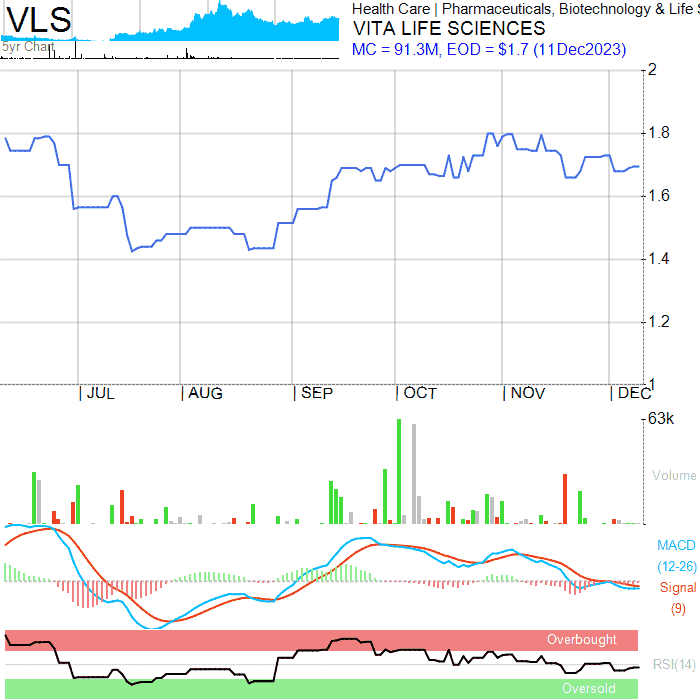 VLS
5yr Chart
Health Care | Pharmaceuticals, Biotechnology & Life S
VITA LIFE SCIENCES
MC = 91.3M, EOD = $1.7 (11Dec2023)
2
1.8
1.6
1.4
1.2
1
| JUL | AUG | SEP | OCT | NOV | DEC
63k
Volume
MACD
(12-26)
Signal
(9)
Overbought
RSI(14)
Oversold